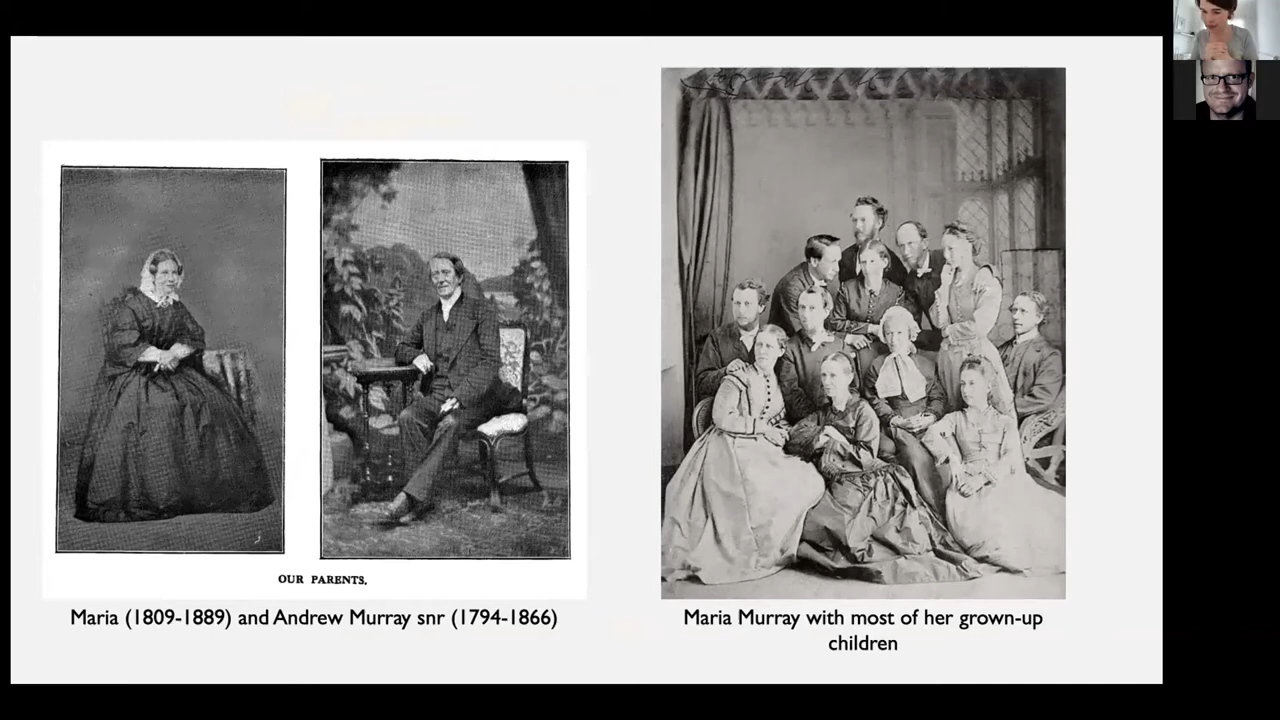 OUR PARENTS.
Maria (1809-1889) and Andrew Murray snr (1794-1866)
Maria Murray with most of her grown-up
children